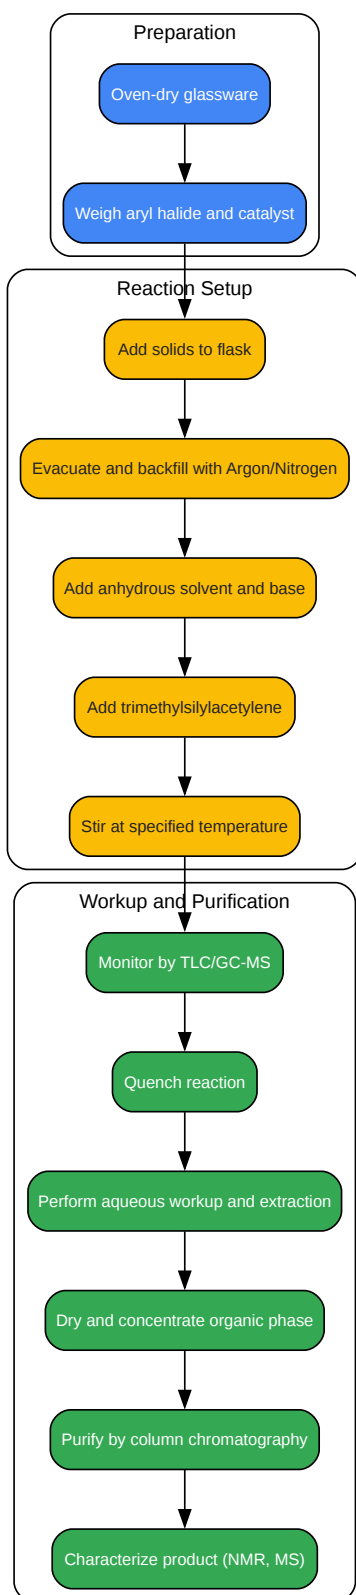 Preparation
Oven-dry glassware
Weigh aryl halide and catalyst
Reaction Setup
Add solids to flask
Evacuate and backfill with Argon/Nitrogen
Add anhydrous solvent and base
Add trimethylsilylacetylene
Stir at specified temperature
Workup and Purification
Monitor by TLC/GC-MS
Quench reaction
Perform aqueous workup and extraction
Dry and concentrate organic phase
Purify by column chromatography
Characterize product (NMR, MS)